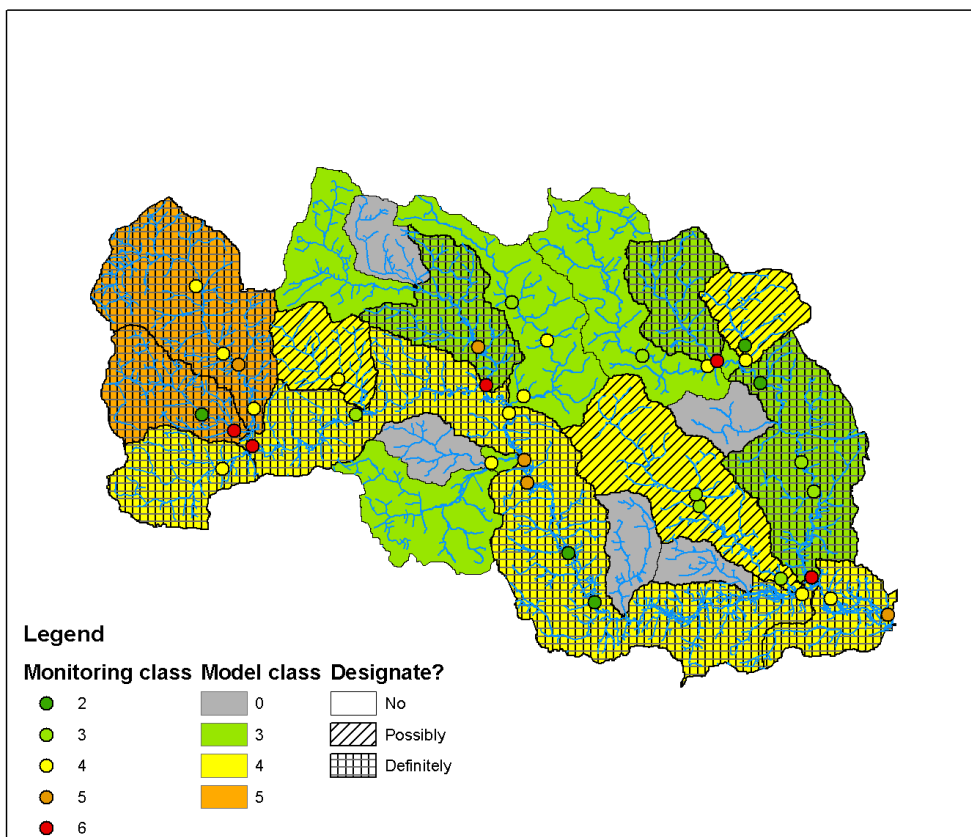 Legend
Monitoring class Model class Designate?
2 0 No
3 3 Possibly
4 4 Definitely
5 5
6